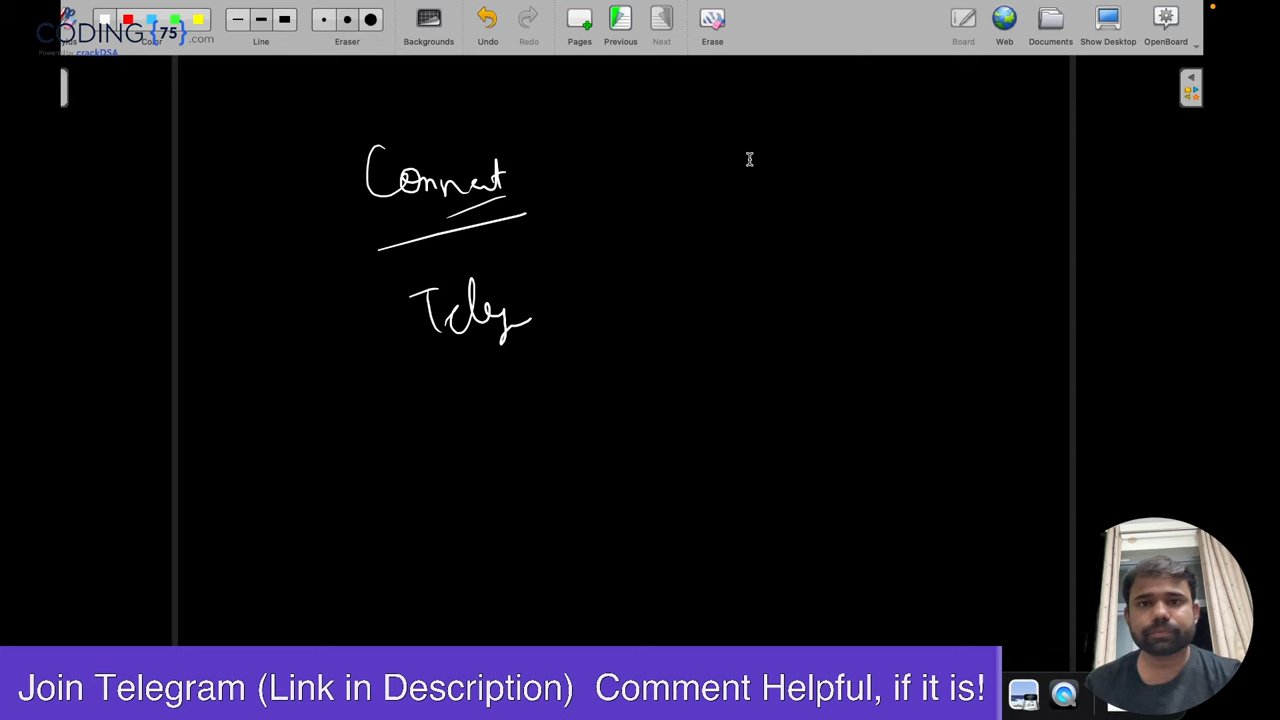 CODING {75} .com
Powered by crackDSA
Color
Line
Eraser
Backgrounds
Undo
Redo
Pages
Previous
Next
Erase
Board
Web
Documents
Show Desktop
OpenBoard
Connect
Teleg
Join Telegram (Link in Description) Comment Helpful, if it is!